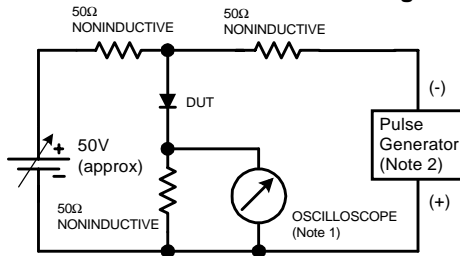 50Ω
NONINDUCTIVE
50Ω
NONINDUCTIVE
(-)
DUT
+
50V
(approx)
Pulse
Generator
(Note 2)
50Ω
NONINDUCTIVE
OSCILLOSCOPE
(Note 1)
(+)